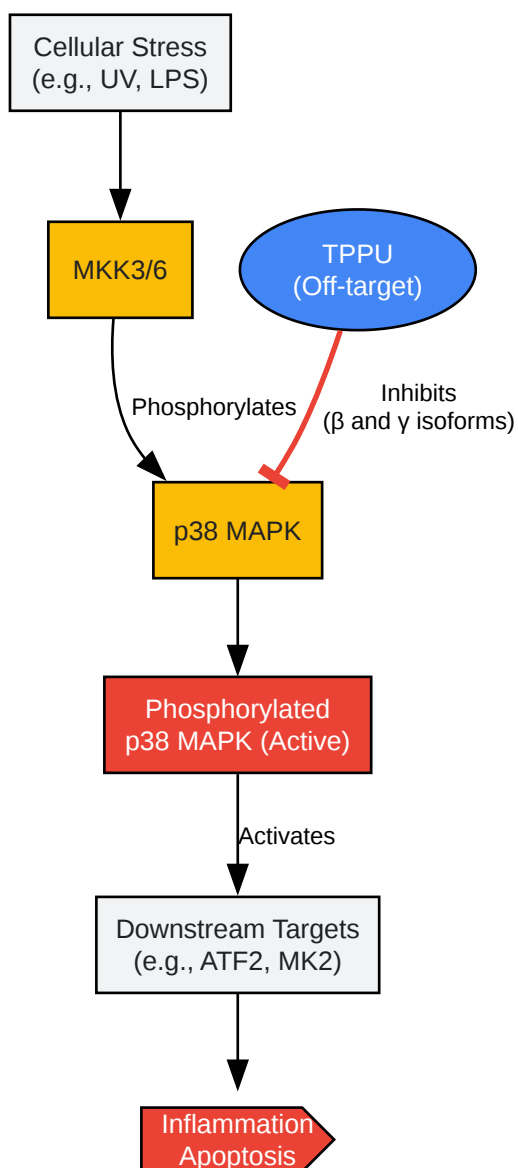 Cellular Stress
(e.g., UV, LPS)
MKK3/6
TPPU
(Off-target)
Phosphorylates
Inhibits
(β and γ isoforms)
p38 MAPK
Phosphorylated
p38 MAPK (Active)
Activates
Downstream Targets
(e.g., ATF2, MK2)
Inflammation
Apoptosis